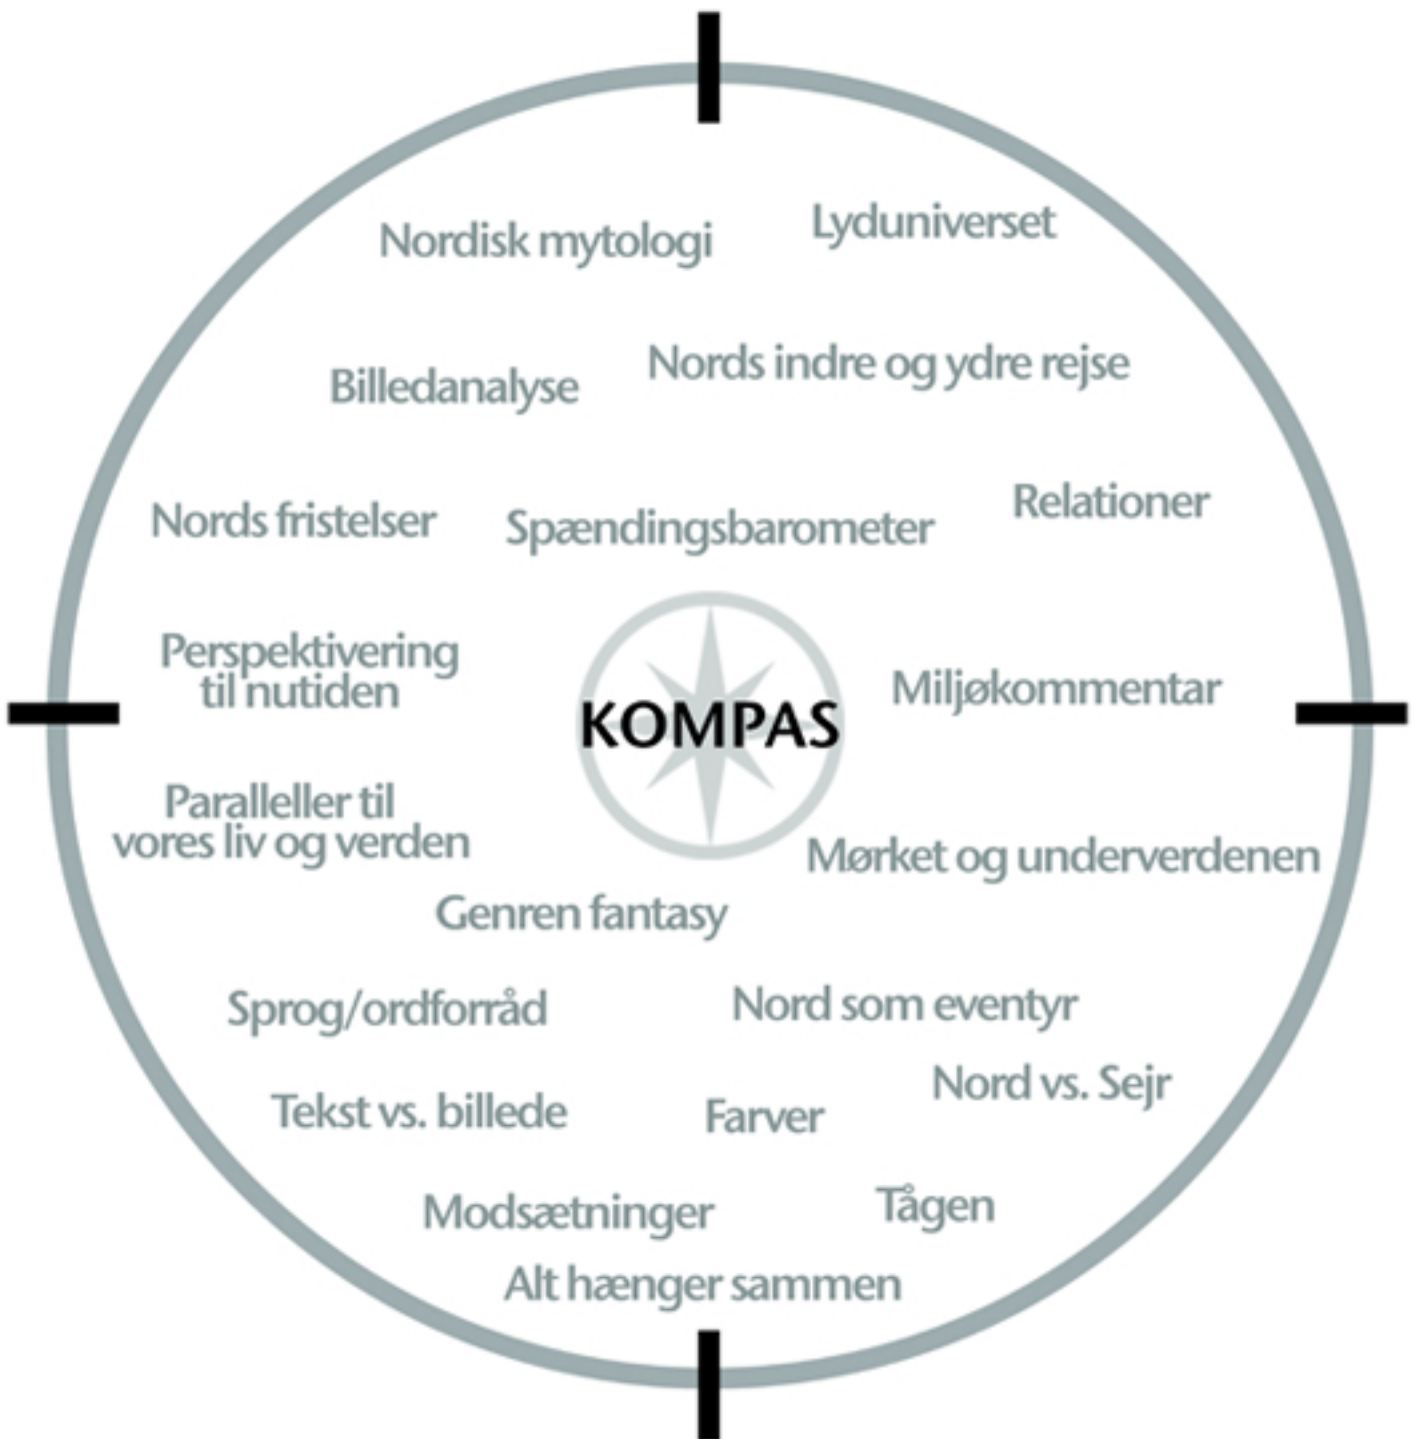 Nordisk mytologi
Lyduniverset
Billedanalyse
Nords indre og ydre rejse
Nords fristelser
Spændingsbarometer
Relationer
Perspektivering
til nutiden
KOMPAS
Miljøkommentar
Paralleller til
vores liv og verden
Mørket og underverdenen
Genren fantasy
Sprog/ordforråd
Nord som eventyr
Nord vs. Sejr
Tekst vs. billede
Farver
Modsætninger
Tågen
Alt hænger sammen